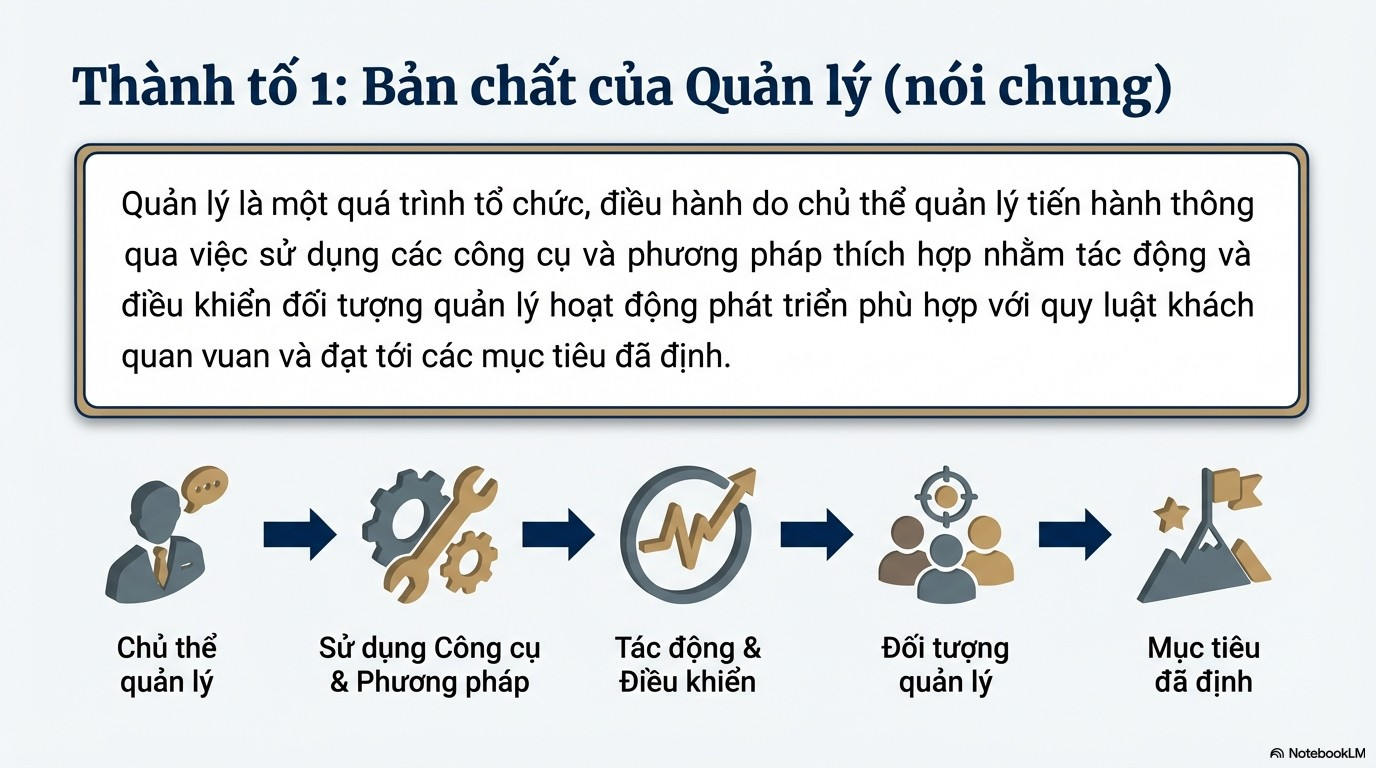 Thành tố 1: Bản chất của Quản lý (nói chung)
Quản lý là một quá trình tổ chức, điều hành do chủ thể quản lý tiến hành thông
qua việc sử dụng các công cụ và phương pháp thích hợp nhằm tác động và
điều khiển đối tượng quản lý hoạt động phát triển phù hợp với quy luật khách
quan vuan và đạt tới các mục tiêu đã định.
Chủ thể
quản lý
Sử dụng Công cụ
& Phương pháp
Tác động &
Điều khiển
Đối tượng
quản lý
Mục tiêu
đã định
NotebookLM